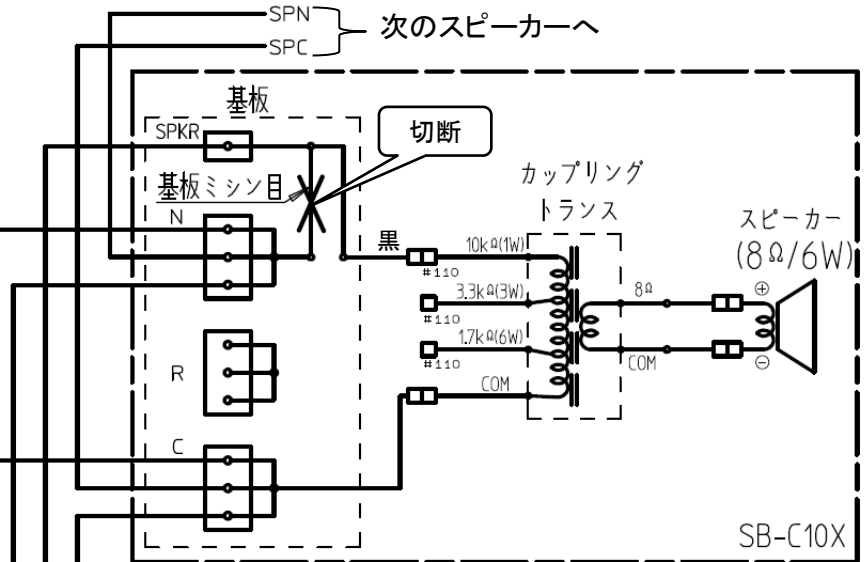 SPN
SPC
次のスピーカーへ
基板
SPKR
切断
基板ミシン目
N
黒
カップリング
トランス
スピーカー
(8Ω/6W)
10kΩ(1W)
#110
3.3kΩ(3W)
#110
1.7kΩ(6W)
#110
COM
8Ω
COM
⊕
⊖
R
C
SB-C10X